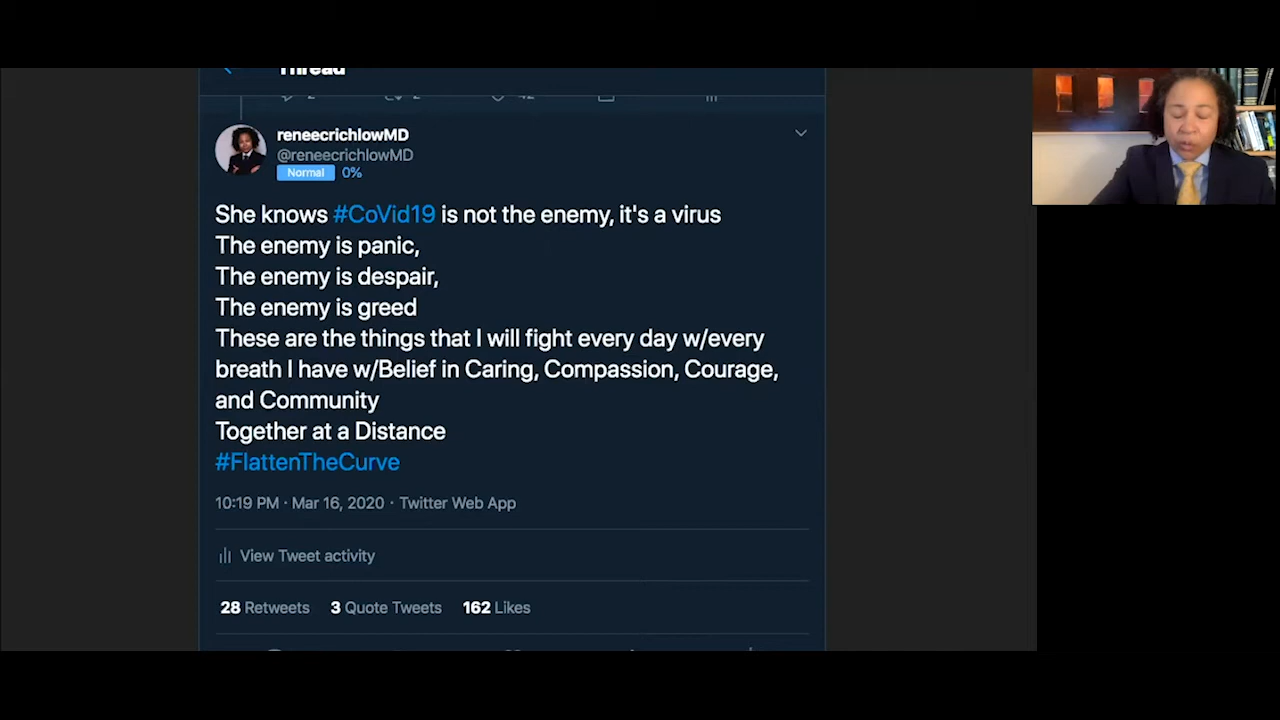 Thread
2 2 42
reneecrichlowMD
@reneecrichlowMD
Normal 0%
She knows #CoVid19 is not the enemy, it's a virus
The enemy is panic,
The enemy is despair,
The enemy is greed
These are the things that I will fight every day w/every
breath I have w/Belief in Caring, Compassion, Courage,
and Community
Together at a Distance
#FlattenTheCurve
10:19 PM · Mar 16, 2020 · Twitter Web App
View Tweet activity
28 Retweets 3 Quote Tweets 162 Likes